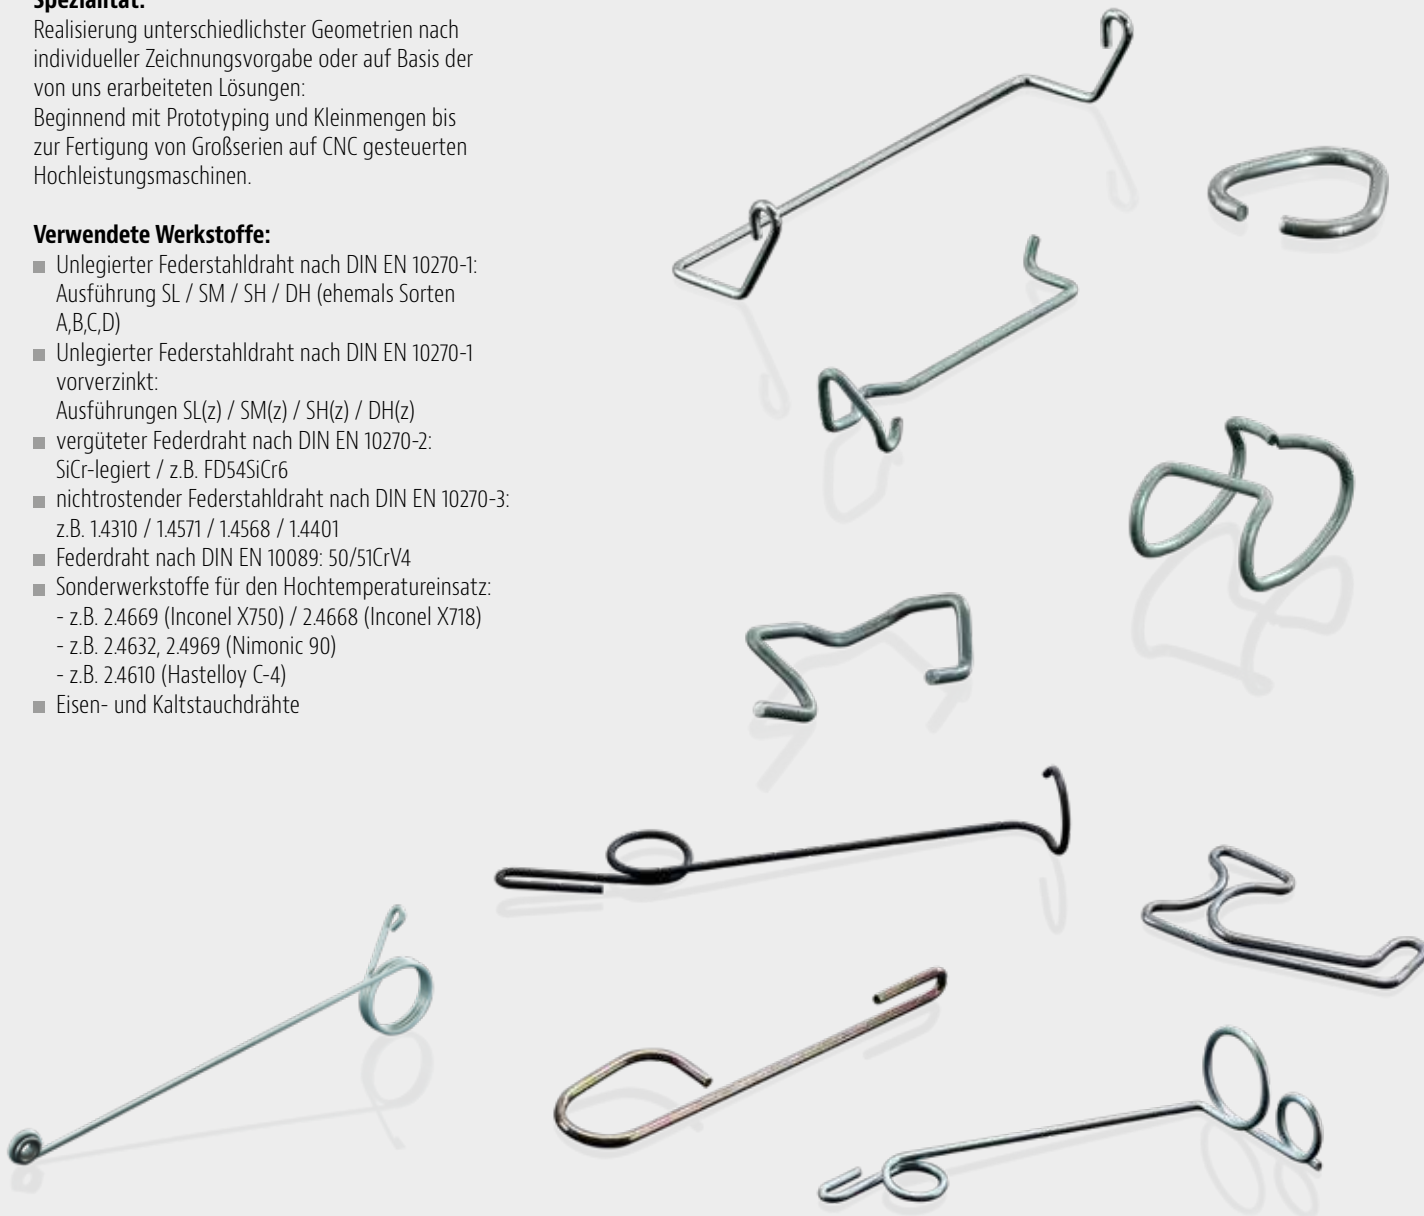 Spezialität:
Realisierung unterschiedlichster Geometrien nach
individueller Zeichnungsvorgabe oder auf Basis der
von uns erarbeiteten Lösungen:
Beginnend mit Prototyping und Kleinmengen bis
zur Fertigung von Großserien auf CNC gesteuerten
Hochleistungsmaschinen.
Verwendete Werkstoffe:
Unlegierter Federstahldraht nach DIN EN 10270-1:
Ausführung SL / SM / SH / DH (ehemals Sorten
A,B,C,D)
Unlegierter Federstahldraht nach DIN EN 10270-1
vorverzinkt:
Ausführungen SL(z) / SM(z) / SH(z) / DH(z)
vergüteter Federdraht nach DIN EN 10270-2:
SiCr-legiert / z.B. FD54SiCr6
nichtrostender Federstahldraht nach DIN EN 10270-3:
z.B. 1.4310 / 1.4571 / 1.4568 / 1.4401
Federdraht nach DIN EN 10089: 50/51CrV4
Sonderwerkstoffe für den Hochtemperatureinsatz:
- z.B. 2.4669 (Inconel X750) / 2.4668 (Inconel X718)
- z.B. 2.4632, 2.4969 (Nimonic 90)
- z.B. 2.4610 (Hastelloy C-4)
Eisen- und Kaltstauchdrähte